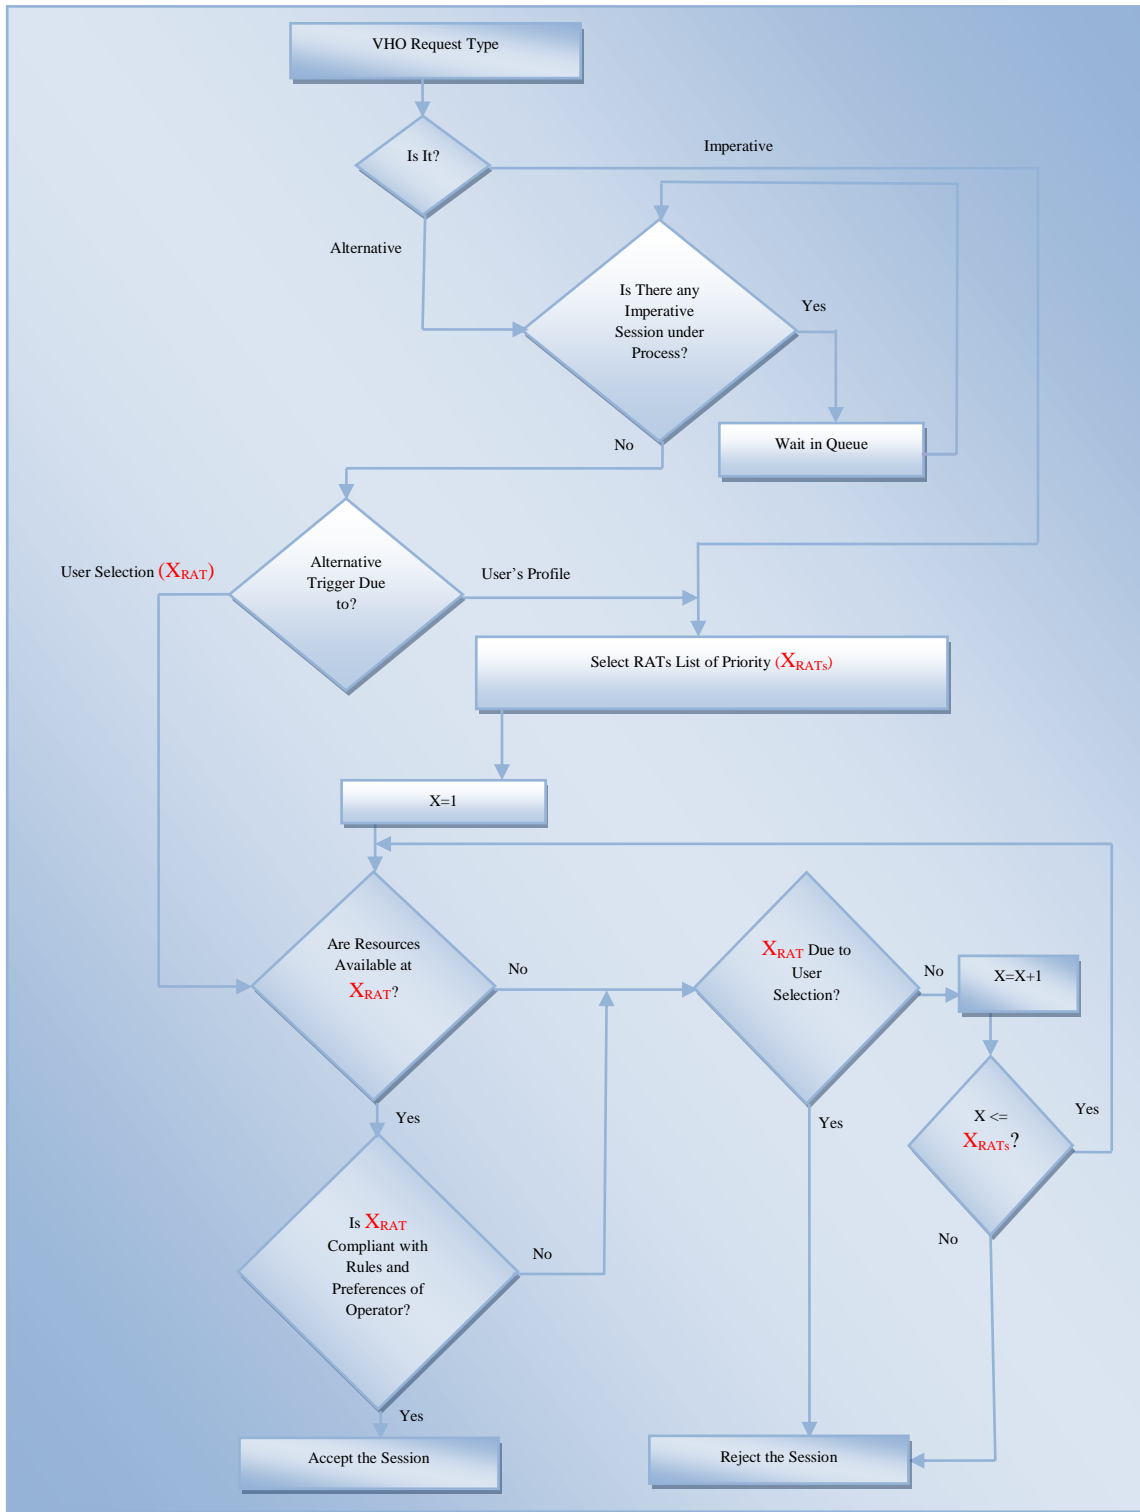 VHO Request Type
Is It?
Imperative
Alternative
Is There any
Imperative
Session under
Process?
Yes
Wait in Queue
No
User Selection (XRAT)
Alternative
Trigger Due
to?
User's Profile
Select RATs List of Priority (XRATs)
X=1
Are Resources
Available at
XRAT?
No
XRAT Due to
User
Selection?
No
X=X+1
Yes
Yes
X <=
XRATs?
Yes
Is XRAT
Compliant with
Rules and
Preferences of
Operator?
No
No
Yes
Accept the Session
Reject the Session